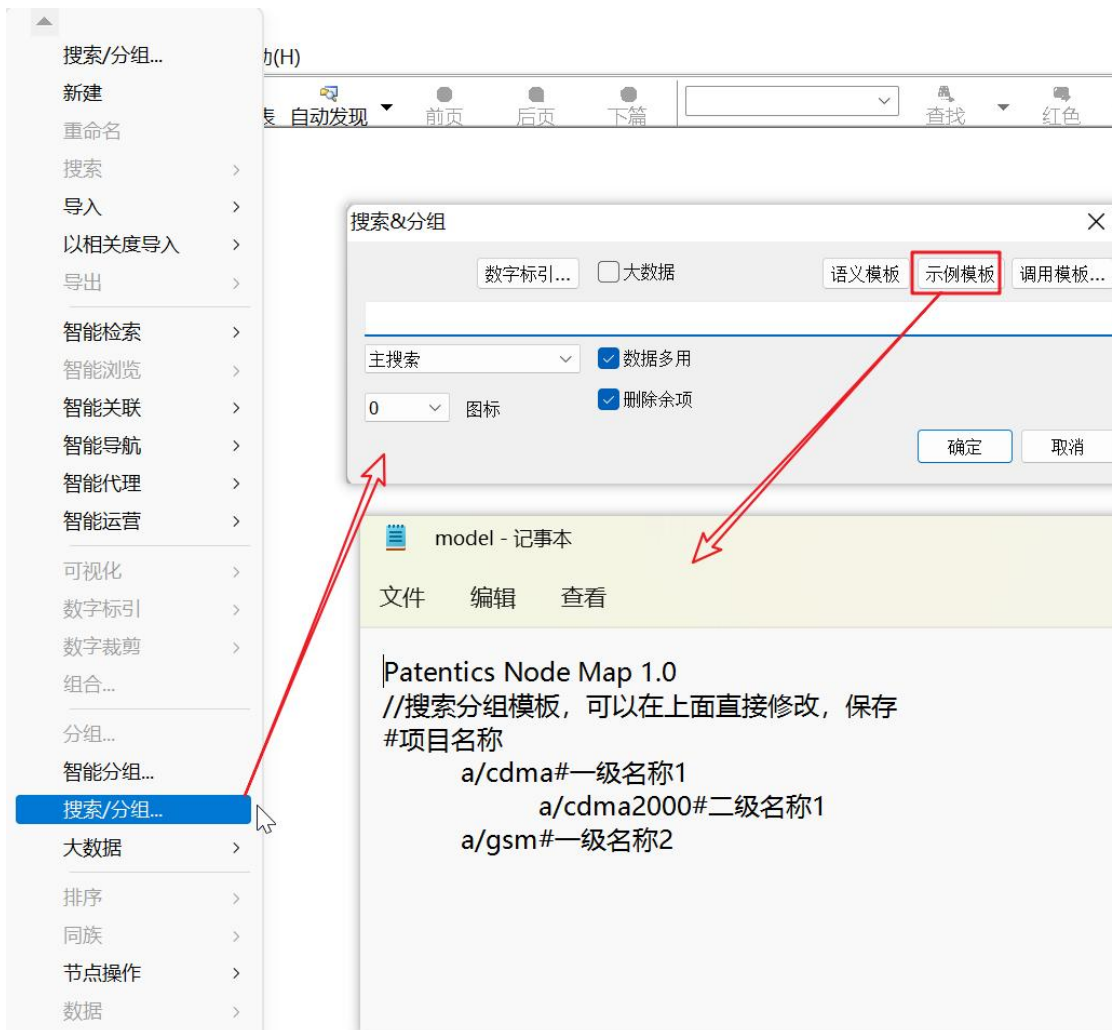 搜索/分组...
新建
重命名
搜索
导入
以相关度导入
导出
智能检索
智能浏览
智能关联
智能导航
智能代理
智能运营
可视化
数字标引
数字裁剪
组合...
分组...
智能分组...
搜索/分组...
大数据
排序
同族
节点操作
数据
(H)
表 自动发现 前页 后页 下篇 查找 红色
搜索&分组
数字标引... 大数据 语义模板 示例模板 调用模板...
主搜索 数据多用
0 图标 删除余项
确定 取消
model - 记事本
文件 编辑 查看
Patentics Node Map 1.0
//搜索分组模板，可以在上面直接修改，保存
#项目名称
a/cdma#一级名称1
a/cdma2000#二级名称1
a/gsm#一级名称2